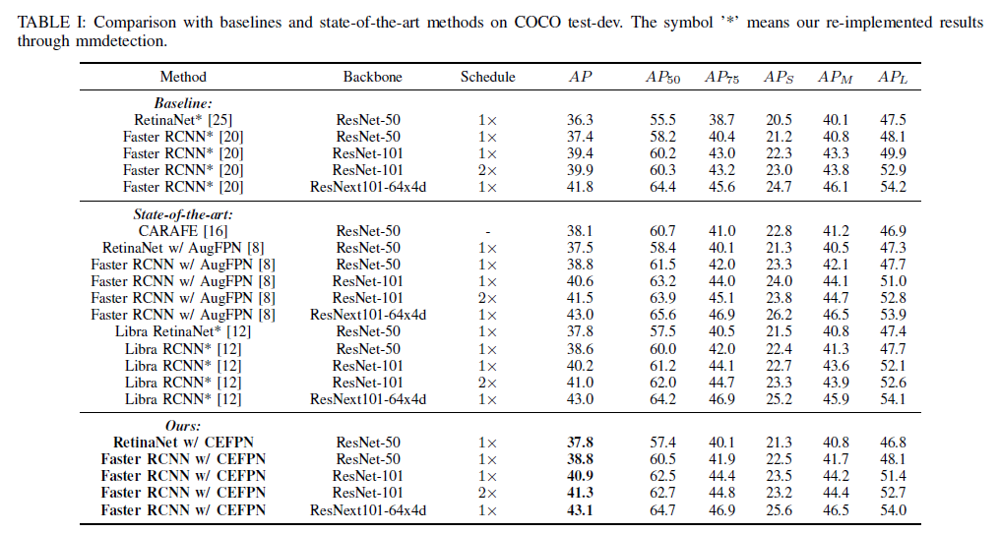 TABLE I: Comparison with baselines and state-of-the-art methods on COCO test-dev. The symbol '*' means our re-implemented results
through mmdetection.
Method Backbone Schedule AP AP50 AP75 APS APM APL
Baseline:
RetinaNet* [25] ResNet-50 1× 36.3 55.5 38.7 20.5 40.1 47.5
Faster RCNN* [20] ResNet-50 1× 37.4 58.2 40.4 21.2 40.8 48.1
Faster RCNN* [20] ResNet-101 1× 39.4 60.2 43.0 22.3 43.3 49.9
Faster RCNN* [20] ResNet-101 2× 39.9 60.3 43.2 23.0 43.8 52.9
Faster RCNN* [20] ResNext101-64x4d 1× 41.8 64.4 45.6 24.7 46.1 54.2
State-of-the-art:
CARAFE [16] ResNet-50 - 38.1 60.7 41.0 22.8 41.2 46.9
RetinaNet w/ AugFPN [8] ResNet-50 1× 37.5 58.4 40.1 21.3 40.5 47.3
Faster RCNN w/ AugFPN [8] ResNet-50 1× 38.8 61.5 42.0 23.3 42.1 47.7
Faster RCNN w/ AugFPN [8] ResNet-101 1× 40.6 63.2 44.0 24.0 44.1 51.0
Faster RCNN w/ AugFPN [8] ResNet-101 2× 41.5 63.9 45.1 23.8 44.7 52.8
Faster RCNN w/ AugFPN [8] ResNext101-64x4d 1× 43.0 65.6 46.9 26.2 46.5 53.9
Libra RetinaNet* [12] ResNet-50 1× 37.8 57.5 40.5 21.5 40.8 47.4
Libra RCNN* [12] ResNet-50 1× 38.6 60.0 42.0 22.4 41.3 47.7
Libra RCNN* [12] ResNet-101 1× 40.2 61.2 44.1 22.7 43.6 52.1
Libra RCNN* [12] ResNet-101 2× 41.0 62.0 44.7 23.3 43.9 52.6
Libra RCNN* [12] ResNext101-64x4d 1× 43.0 64.2 46.9 25.2 45.9 54.1
Ours:
RetinaNet w/ CEFPN ResNet-50 1× 37.8 57.4 40.1 21.3 40.8 46.8
Faster RCNN w/ CEFPN ResNet-50 1× 38.8 60.5 41.9 22.5 41.7 48.1
Faster RCNN w/ CEFPN ResNet-101 1× 40.9 62.5 44.4 23.5 44.2 51.4
Faster RCNN w/ CEFPN ResNet-101 2× 41.3 62.7 44.8 23.2 44.4 52.7
Faster RCNN w/ CEFPN ResNext101-64x4d 1× 43.1 64.7 46.9 25.6 46.5 54.0